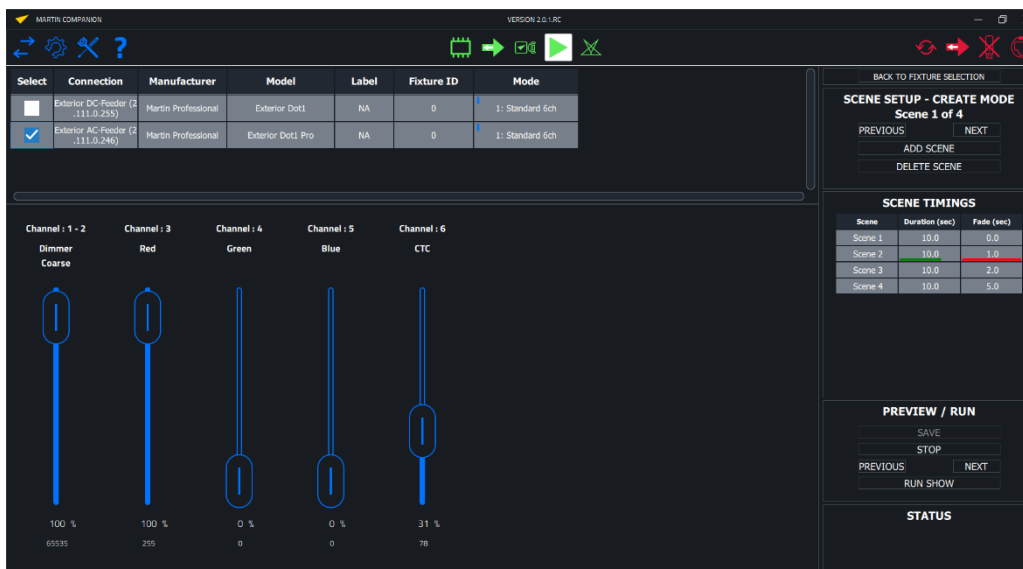 MARTIN COMPANION
VERSION 2.0.1.RC
?
BACK TO FIXTURE SELECTION
Select Connection Manufacturer Model Label Fixture ID Mode
Exterior DC-Feeder (2
.111.0.255)
Martin Professional Exterior Dot1 NA 0 1: Standard 6ch
Exterior AC-Feeder (2
.111.0.246)
Martin Professional Exterior Dot1 Pro NA 0 1: Standard 6ch
SCENE SETUP - CREATE MODE
Scene 1 of 4
PREVIOUS NEXT
ADD SCENE
DELETE SCENE
SCENE TIMINGS
Scene Duration (sec) Fade (sec)
Scene 1 10.0 0.0
Scene 2 10.0 1.0
Scene 3 10.0 2.0
Scene 4 10.0 5.0
Channel : 1 - 2 Channel : 3 Channel : 4 Channel : 5 Channel : 6
Dimmer Red Green Blue CTC
Coarse
100 % 100 % 0 % 0 % 31 %
65535 255 0 0 78
PREVIEW / RUN
SAVE
STOP
PREVIOUS NEXT
RUN SHOW
STATUS